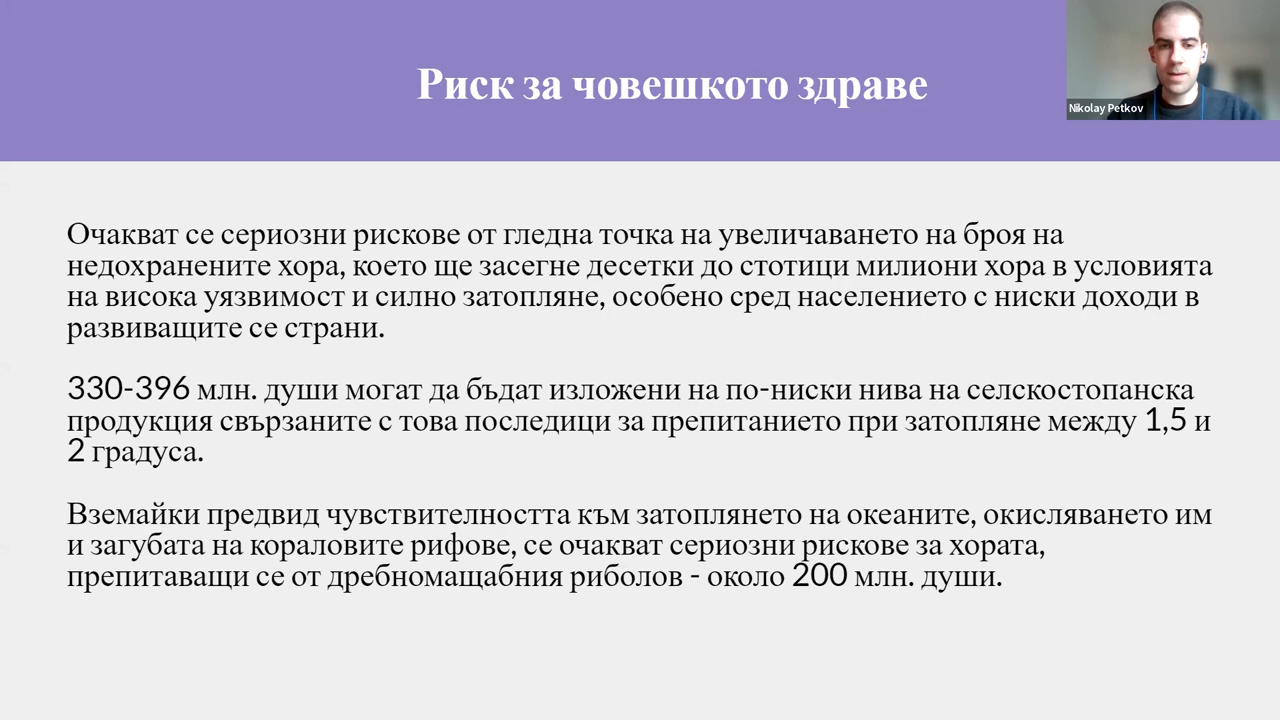 Риск за човешкото здраве
Nikolay Petkov
Очакват се сериозни рискове от гледна точка на увеличаването на броя на
недохранените хора, което ще засегне десетки до стотици милиони хора в условията
на висока уязвимост и силно затопляне, особено сред населението с ниски доходи в
развиващите се страни.
330-396 млн. души могат да бъдат изложени на по-ниски нива на селскостопанска
продукция свързаните с това последици за препитанието при затопляне между 1,5 и
2 градуса.
Вземайки предвид чувствителността към затоплянето на океаните, окисляването им
и загубата на кораловите рифове, се очакват сериозни рискове за хората,
препитаващи се от дребномащабния риболов - около 200 млн. души.